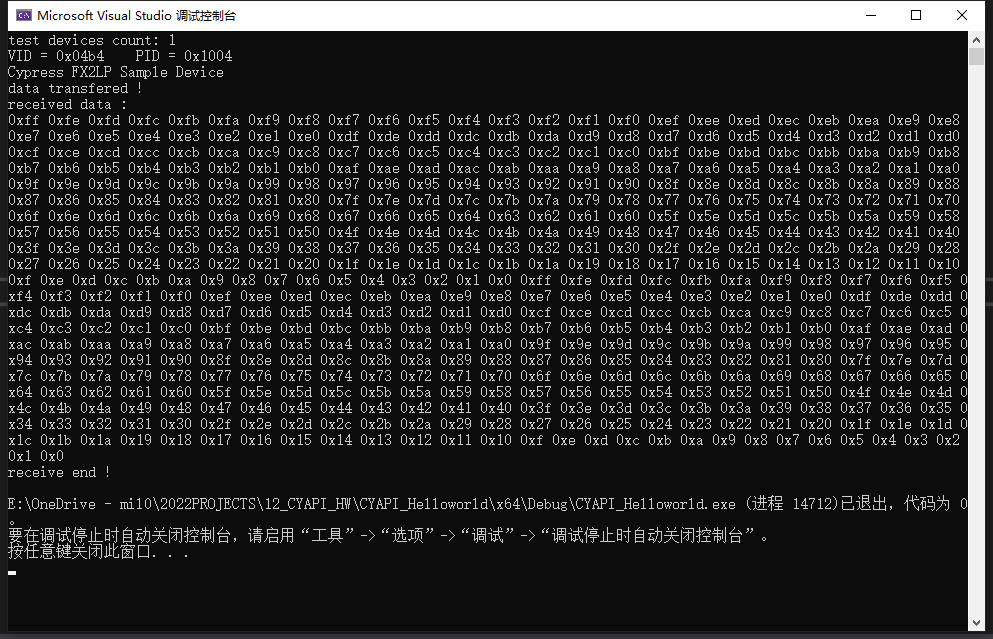 Microsoft Visual Studio 调试控制台
test devices count: 1
VID = 0x04b4    PID = 0x1004
Cypress FX2LP Sample Device
data transfered !
received data :
0xff 0xfe 0xfd 0xfc 0xfb 0xfa 0xf9 0xf8 0xf7 0xf6 0xf5 0xf4 0xf3 0xf2 0xf1 0xf0 0xef 0xee 0xed 0xec 0xeb 0xea 0xe9 0xe8
0xe7 0xe6 0xe5 0xe4 0xe3 0xe2 0xe1 0xe0 0xdf 0xde 0xdd 0xdc 0xdb 0xda 0xd9 0xd8 0xd7 0xd6 0xd5 0xd4 0xd3 0xd2 0xd1 0xd0
0xcf 0xce 0xcd 0xcc 0xcb 0xca 0xc9 0xc8 0xc7 0xc6 0xc5 0xc4 0xc3 0xc2 0xc1 0xc0 0xbf 0xbe 0xbd 0xbc 0xbb 0xba 0xb9 0xb8
0xb7 0xb6 0xb5 0xb4 0xb3 0xb2 0xb1 0xb0 0xaf 0xae 0xad 0xac 0xab 0xaa 0xa9 0xa8 0xa7 0xa6 0xa5 0xa4 0xa3 0xa2 0xa1 0xa0
0x9f 0x9e 0x9d 0x9c 0x9b 0x9a 0x99 0x98 0x97 0x96 0x95 0x94 0x93 0x92 0x91 0x90 0x8f 0x8e 0x8d 0x8c 0x8b 0x8a 0x89 0x88
0x87 0x86 0x85 0x84 0x83 0x82 0x81 0x80 0x7f 0x7e 0x7d 0x7c 0x7b 0x7a 0x79 0x78 0x77 0x76 0x75 0x74 0x73 0x72 0x71 0x70
0x6f 0x6e 0x6d 0x6c 0x6b 0x6a 0x69 0x68 0x67 0x66 0x65 0x64 0x63 0x62 0x61 0x60 0x5f 0x5e 0x5d 0x5c 0x5b 0x5a 0x59 0x58
0x57 0x56 0x55 0x54 0x53 0x52 0x51 0x50 0x4f 0x4e 0x4d 0x4c 0x4b 0x4a 0x49 0x48 0x47 0x46 0x45 0x44 0x43 0x42 0x41 0x40
0x3f 0x3e 0x3d 0x3c 0x3b 0x3a 0x39 0x38 0x37 0x36 0x35 0x34 0x33 0x32 0x31 0x30 0x2f 0x2e 0x2d 0x2c 0x2b 0x2a 0x29 0x28
0x27 0x26 0x25 0x24 0x23 0x22 0x21 0x20 0x1f 0x1e 0x1d 0x1c 0x1b 0x1a 0x19 0x18 0x17 0x16 0x15 0x14 0x13 0x12 0x11 0x10
0xf 0xe 0xd 0xc 0xb 0xa 0x9 0x8 0x7 0x6 0x5 0x4 0x3 0x2 0x1 0x0 0xff 0xfe 0xfd 0xfc 0xfb 0xfa 0xf9 0xf8 0xf7 0xf6 0xf5 0
xf4 0xf3 0xf2 0xf1 0xf0 0xef 0xee 0xed 0xec 0xeb 0xea 0xe9 0xe8 0xe7 0xe6 0xe5 0xe4 0xe3 0xe2 0xe1 0xe0 0xdf 0xde 0xdd 0
xdc 0xdb 0xda 0xd9 0xd8 0xd7 0xd6 0xd5 0xd4 0xd3 0xd2 0xd1 0xd0 0xcf 0xce 0xcd 0xcc 0xcb 0xca 0xc9 0xc8 0xc7 0xc6 0xc5 0
xc4 0xc3 0xc2 0xc1 0xc0 0xbf 0xbe 0xbd 0xbc 0xbb 0xba 0xb9 0xb8 0xb7 0xb6 0xb5 0xb4 0xb3 0xb2 0xb1 0xb0 0xaf 0xae 0xad 0
xac 0xab 0xaa 0xa9 0xa8 0xa7 0xa6 0xa5 0xa4 0xa3 0xa2 0xa1 0xa0 0x9f 0x9e 0x9d 0x9c 0x9b 0x9a 0x99 0x98 0x97 0x96 0x95 0
x94 0x93 0x92 0x91 0x90 0x8f 0x8e 0x8d 0x8c 0x8b 0x8a 0x89 0x88 0x87 0x86 0x85 0x84 0x83 0x82 0x81 0x80 0x7f 0x7e 0x7d 0
x7c 0x7b 0x7a 0x79 0x78 0x77 0x76 0x75 0x74 0x73 0x72 0x71 0x70 0x6f 0x6e 0x6d 0x6c 0x6b 0x6a 0x69 0x68 0x67 0x66 0x65 0
x64 0x63 0x62 0x61 0x60 0x5f 0x5e 0x5d 0x5c 0x5b 0x5a 0x59 0x58 0x57 0x56 0x55 0x54 0x53 0x52 0x51 0x50 0x4f 0x4e 0x4d 0
x4c 0x4b 0x4a 0x49 0x48 0x47 0x46 0x45 0x44 0x43 0x42 0x41 0x40 0x3f 0x3e 0x3d 0x3c 0x3b 0x3a 0x39 0x38 0x37 0x36 0x35 0
x34 0x33 0x32 0x31 0x30 0x2f 0x2e 0x2d 0x2c 0x2b 0x2a 0x29 0x28 0x27 0x26 0x25 0x24 0x23 0x22 0x21 0x20 0x1f 0x1e 0x1d 0
x1c 0x1b 0x1a 0x19 0x18 0x17 0x16 0x15 0x14 0x13 0x12 0x11 0x10 0xf 0xe 0xd 0xc 0xb 0xa 0x9 0x8 0x7 0x6 0x5 0x4 0x3 0x2
0x1 0x0
receive end !
E:\OneDrive - mil0\2022PROJECTS\12_CYAPI_HW\CYAPI_Helloworld\x64\Debug\CYAPI_Helloworld.exe (进程 14712)已退出，代码为 0
。
要在调试停止时自动关闭控制台，请启用“工具”->“选项”->“调试”->“调试停止时自动关闭控制台”。
按任意键关闭此窗口. . .